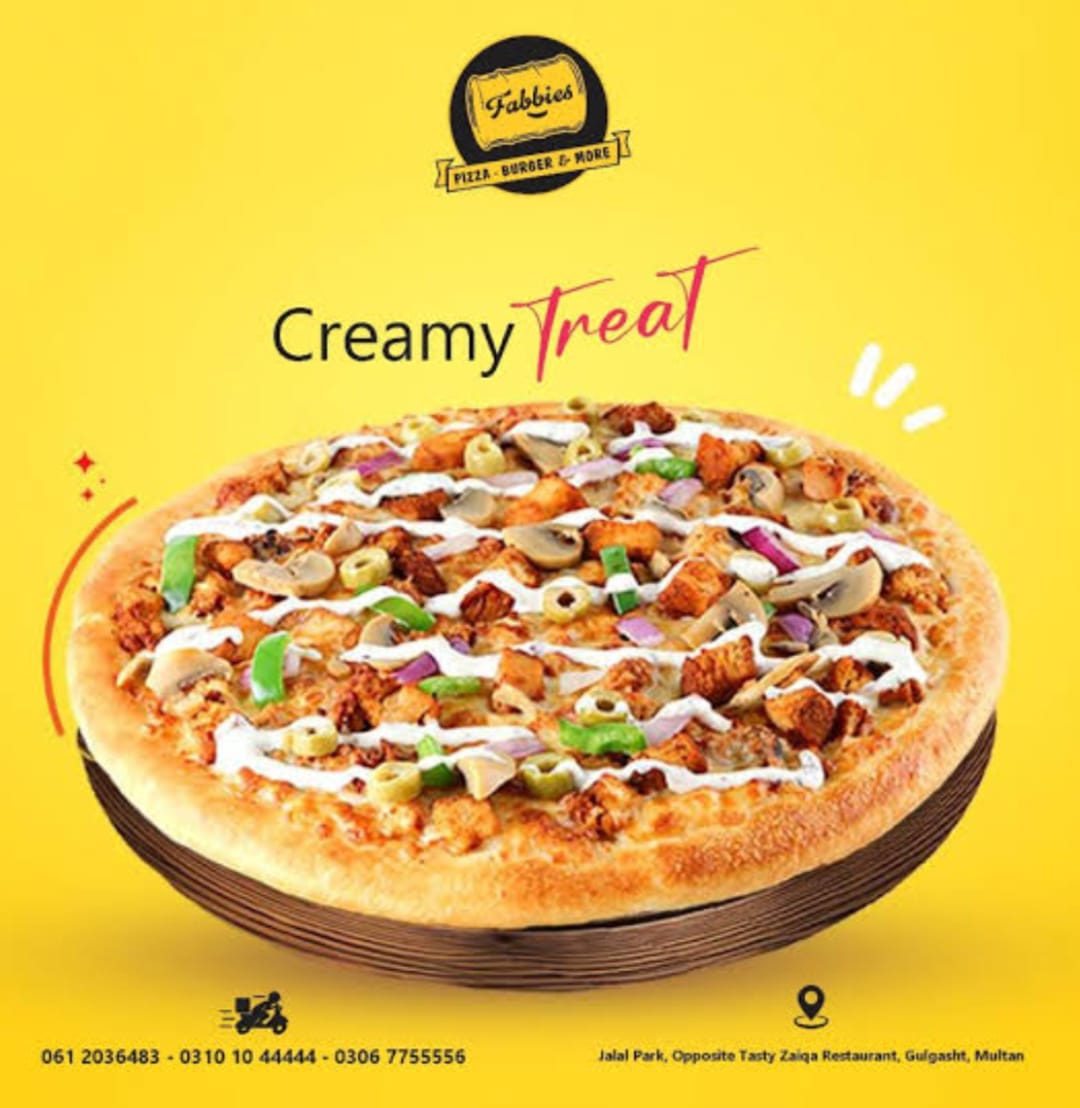 Fabbies
PIZZA - BURGER & MORE
Creamy Treat
061 2036483 - 0310 10 44444 - 0306 7755556
Jalal Park, Opposite Tasty Zaiqa Restaurant, Gulgasht, Multan